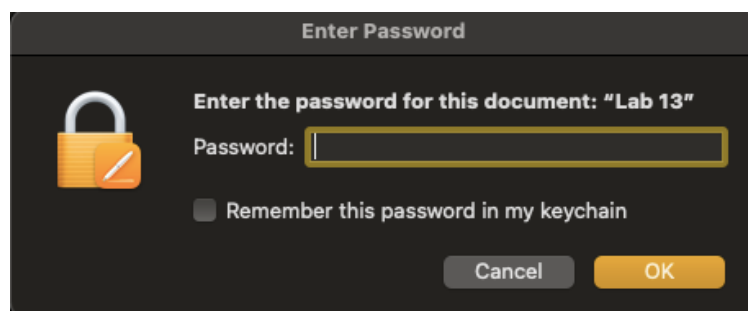 Enter Password
Enter the password for this document: “Lab 13”
Password:
Remember this password in my keychain
Cancel OK